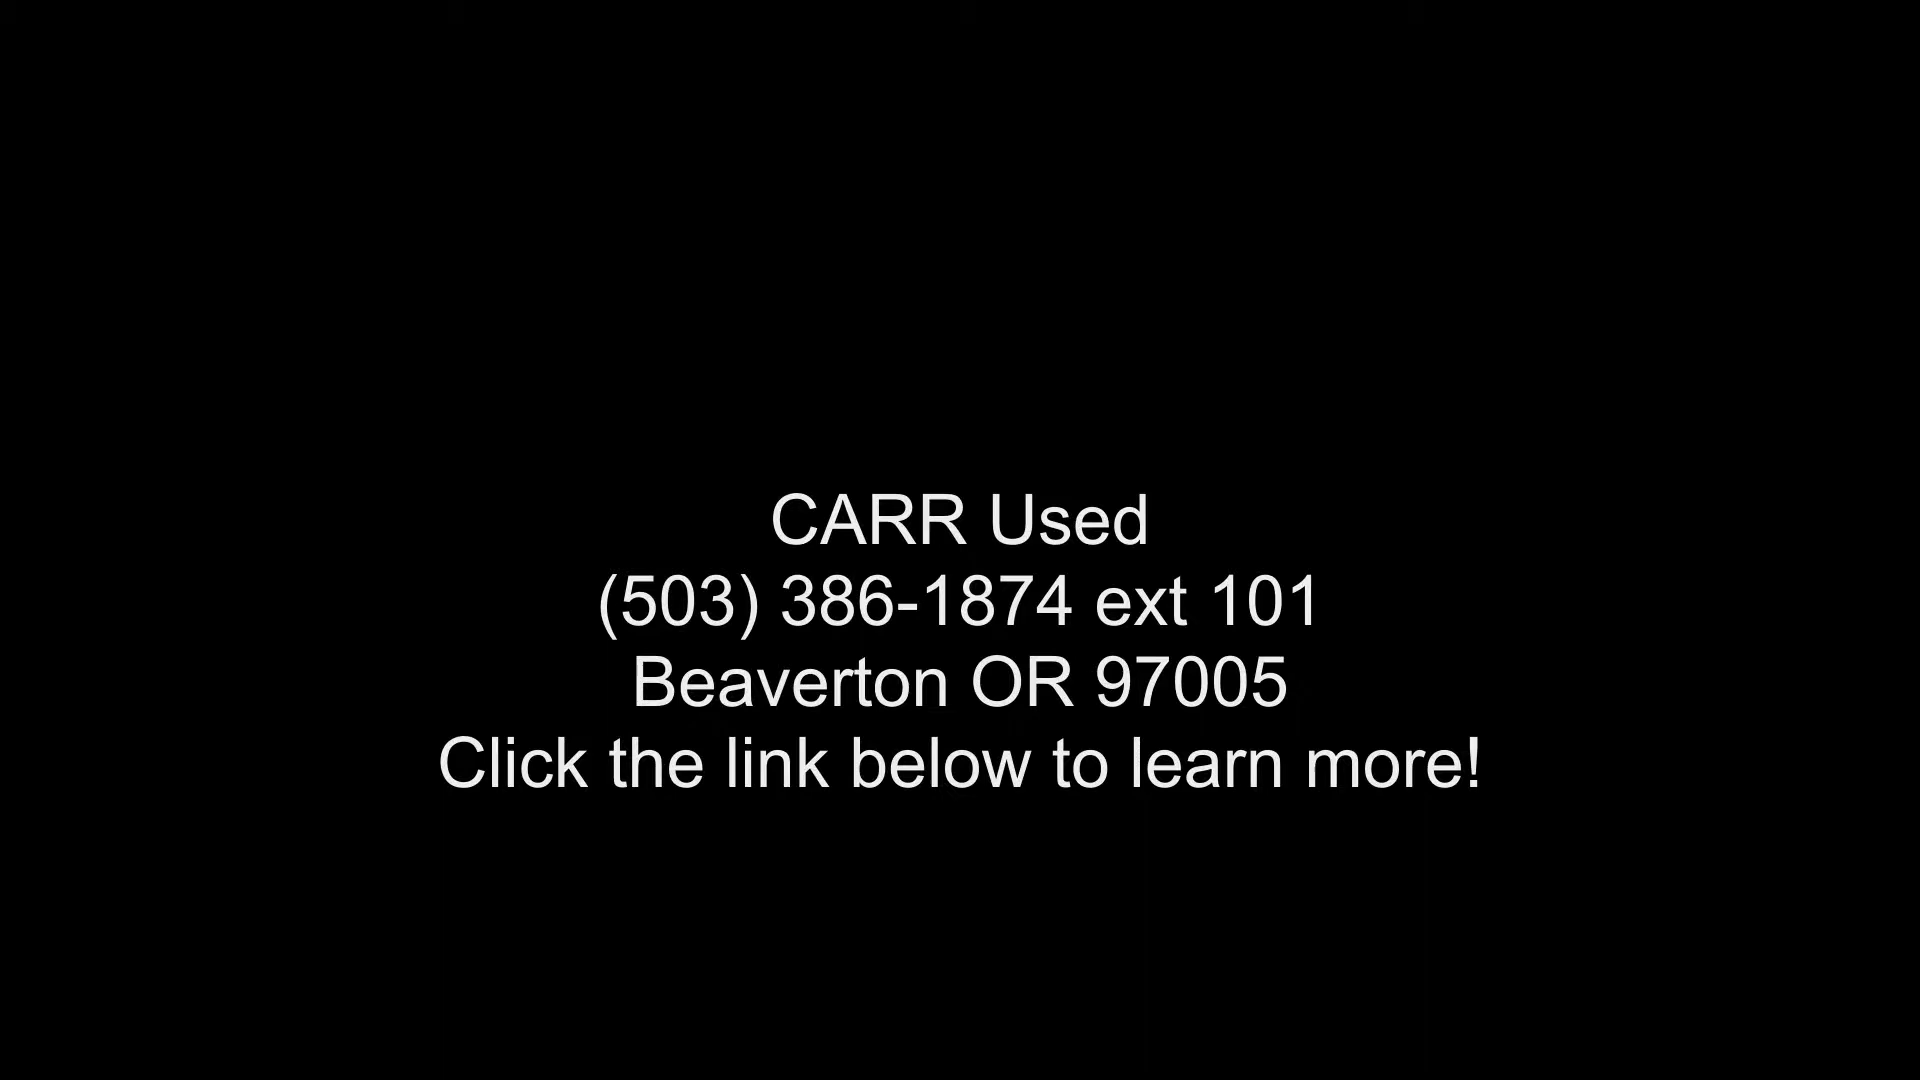 CARR Used
(503) 386-1874 ext 101
Beaverton OR 97005
Click the link below to learn more!